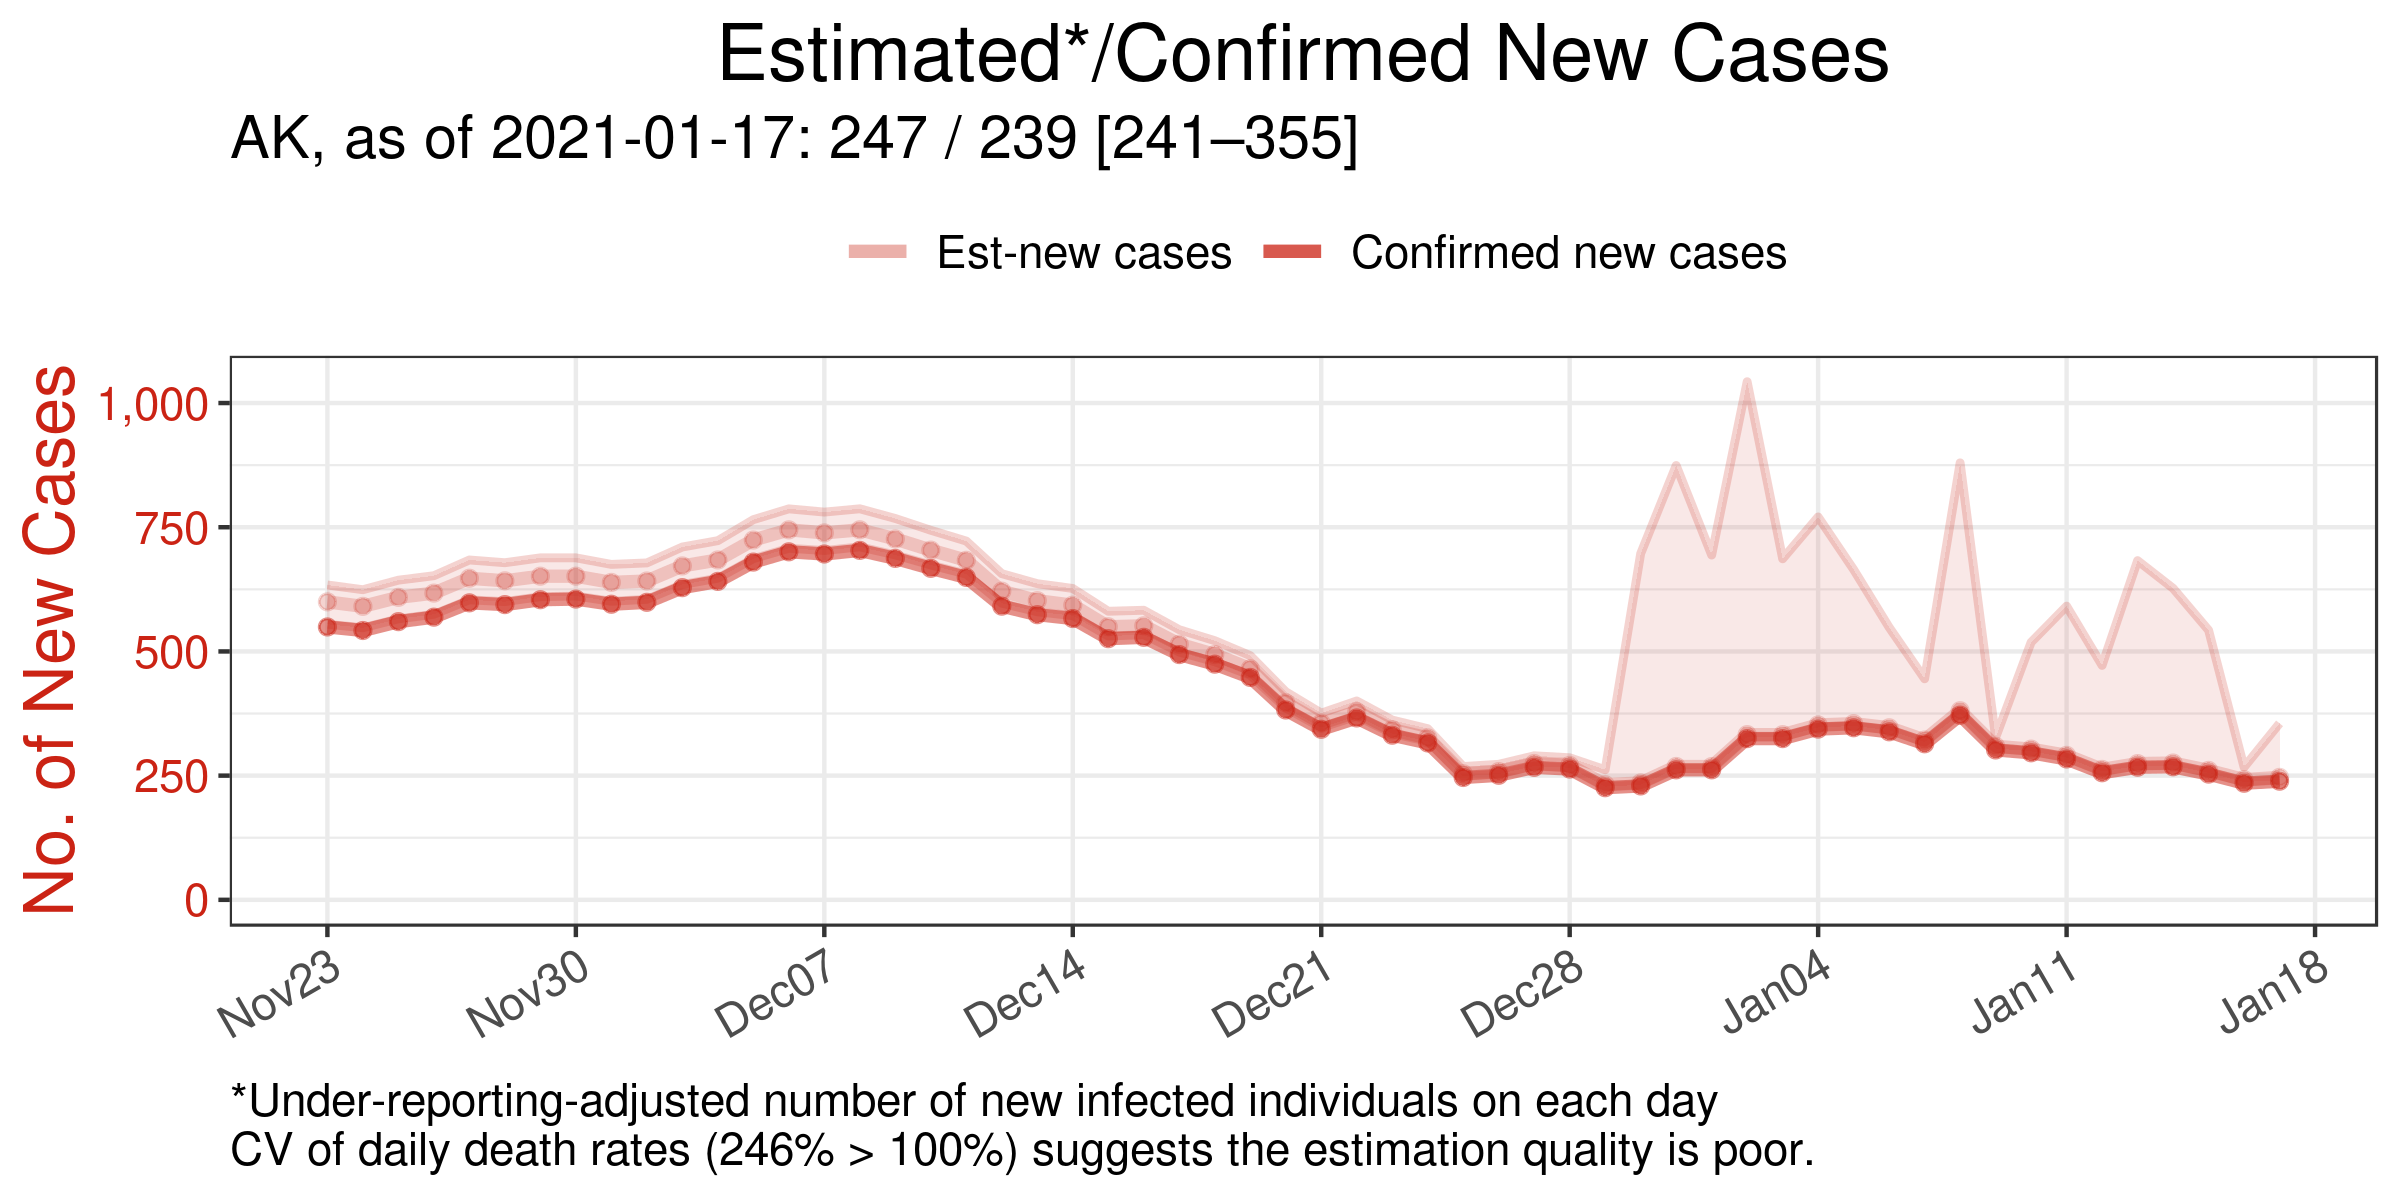 Estimated*/Confirmed New Cases
AK, as of 2021-01-17: 247 / 239 [241–355]
Est-new cases Confirmed new cases
No. of New Cases
1,000
750
500
250
0
Nov23 Nov30 Dec07 Dec14 Dec21 Dec28 Jan04 Jan11 Jan18
*Under-reporting-adjusted number of new infected individuals on each day
CV of daily death rates (246% > 100%) suggests the estimation quality is poor.